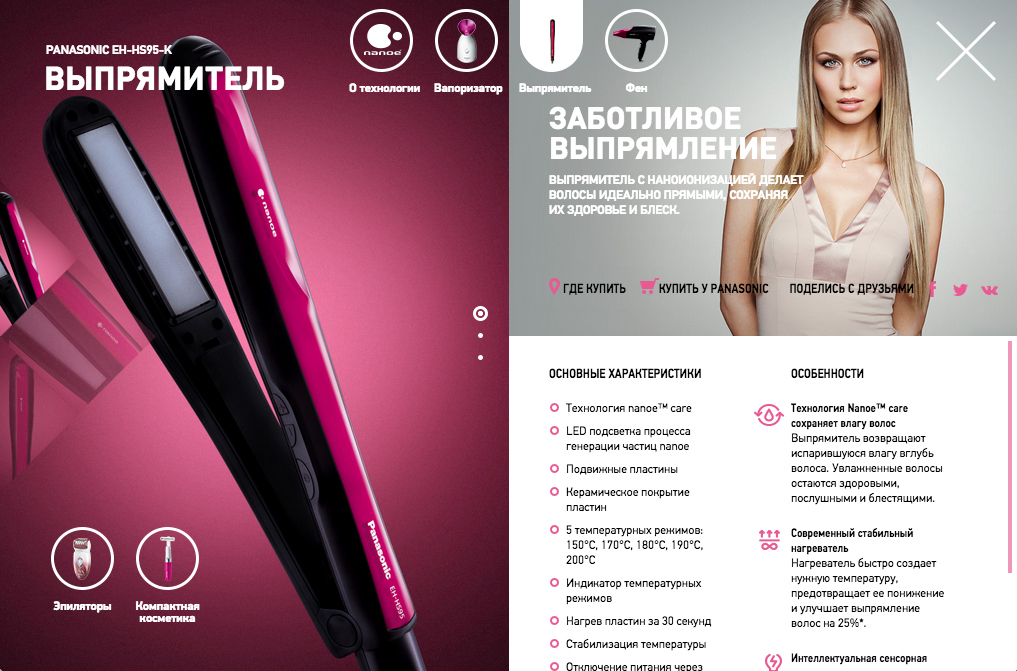 PANASONIC EH-HS95-K
ВЫПРЯМИТЕЛЬ
nanoe
О технологии
Вапоризатор
Выпрямитель
Фен
ЗАБОТЛИВОЕ
ВЫПРЯМЛЕНИЕ
ВЫПРЯМИТЕЛЬ С НАНОИОНИЗАЦИЕЙ ДЕЛАЕТ
ВОЛОСЫ ИДЕАЛЬНО ПРЯМЫМИ, СОХРАНЯЯ
ИХ ЗДОРОВЬЕ И БЛЕСК.
ГДЕ КУПИТЬ
КУПИТЬ У PANASONIC
ПОДЕЛИСЬ С ДРУЗЬЯМИ
nanoe
Panasonic EH-HS95
Эпиляторы
Компактная
косметика
ОСНОВНЫЕ ХАРАКТЕРИСТИКИ
Технология nanoe™ care
LED подсветка процесса
генерации частиц nanoe
Подвижные пластины
Керамическое покрытие
пластин
5 температурных режимов:
150°C, 170°C, 180°C, 190°C,
200°C
Индикатор температурных
режимов
Нагрев пластин за 30 секунд
Стабилизация температуры
Отключение питания через
ОСОБЕННОСТИ
Технология Nanoe™ care
сохраняет влагу волос
Выпрямитель возвращают
испарившуюся влагу вглубь
волоса. Увлажненные волосы
остаются здоровыми,
послушными и блестящими.
Современный стабильный
нагреватель
Нагреватель быстро создает
нужную температуру,
предотвращает ее понижение
и улучшает выпрямление
волос на 25%*.
Интеллектуальная сенсорная